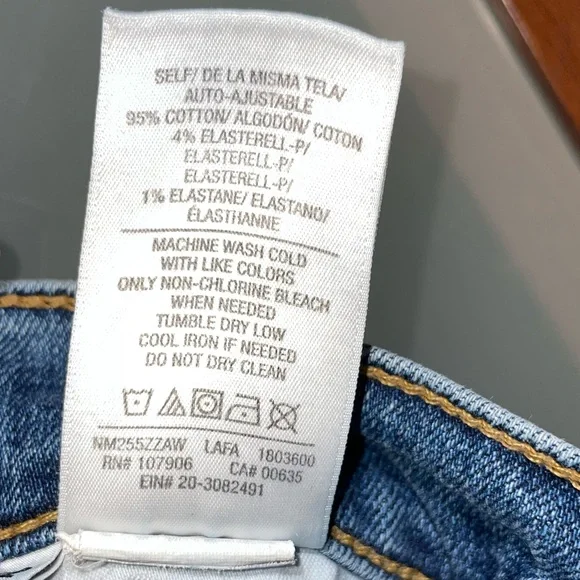 SELF/ DE LA MISMA TELA/
AUTO-AJUSTABLE
95% COTTON/ ALGODÓN/ COTON
4% ELASTERELL-P/
ELASTERELL-P/
ELASTERELL-P/
1% ELASTANE/ ELASTANO/
ÉLASTHANNE
MACHINE WASH COLD
WITH LIKE COLORS
ONLY NON-CHLORINE BLEACH
WHEN NEEDED
TUMBLE DRY LOW
COOL IRON IF NEEDED
DO NOT DRY CLEAN
NM255ZZAW LAFA 1803600
RN# 107906 CA# 00635
EIN# 20-3082491